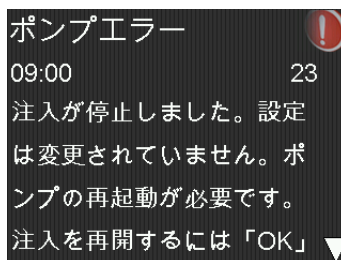 ポンプエラー
09:00 23
注入が停止しました。設定
は変更されていません。ポ
ンプの再起動が必要です。
注入を再開するには「OK」